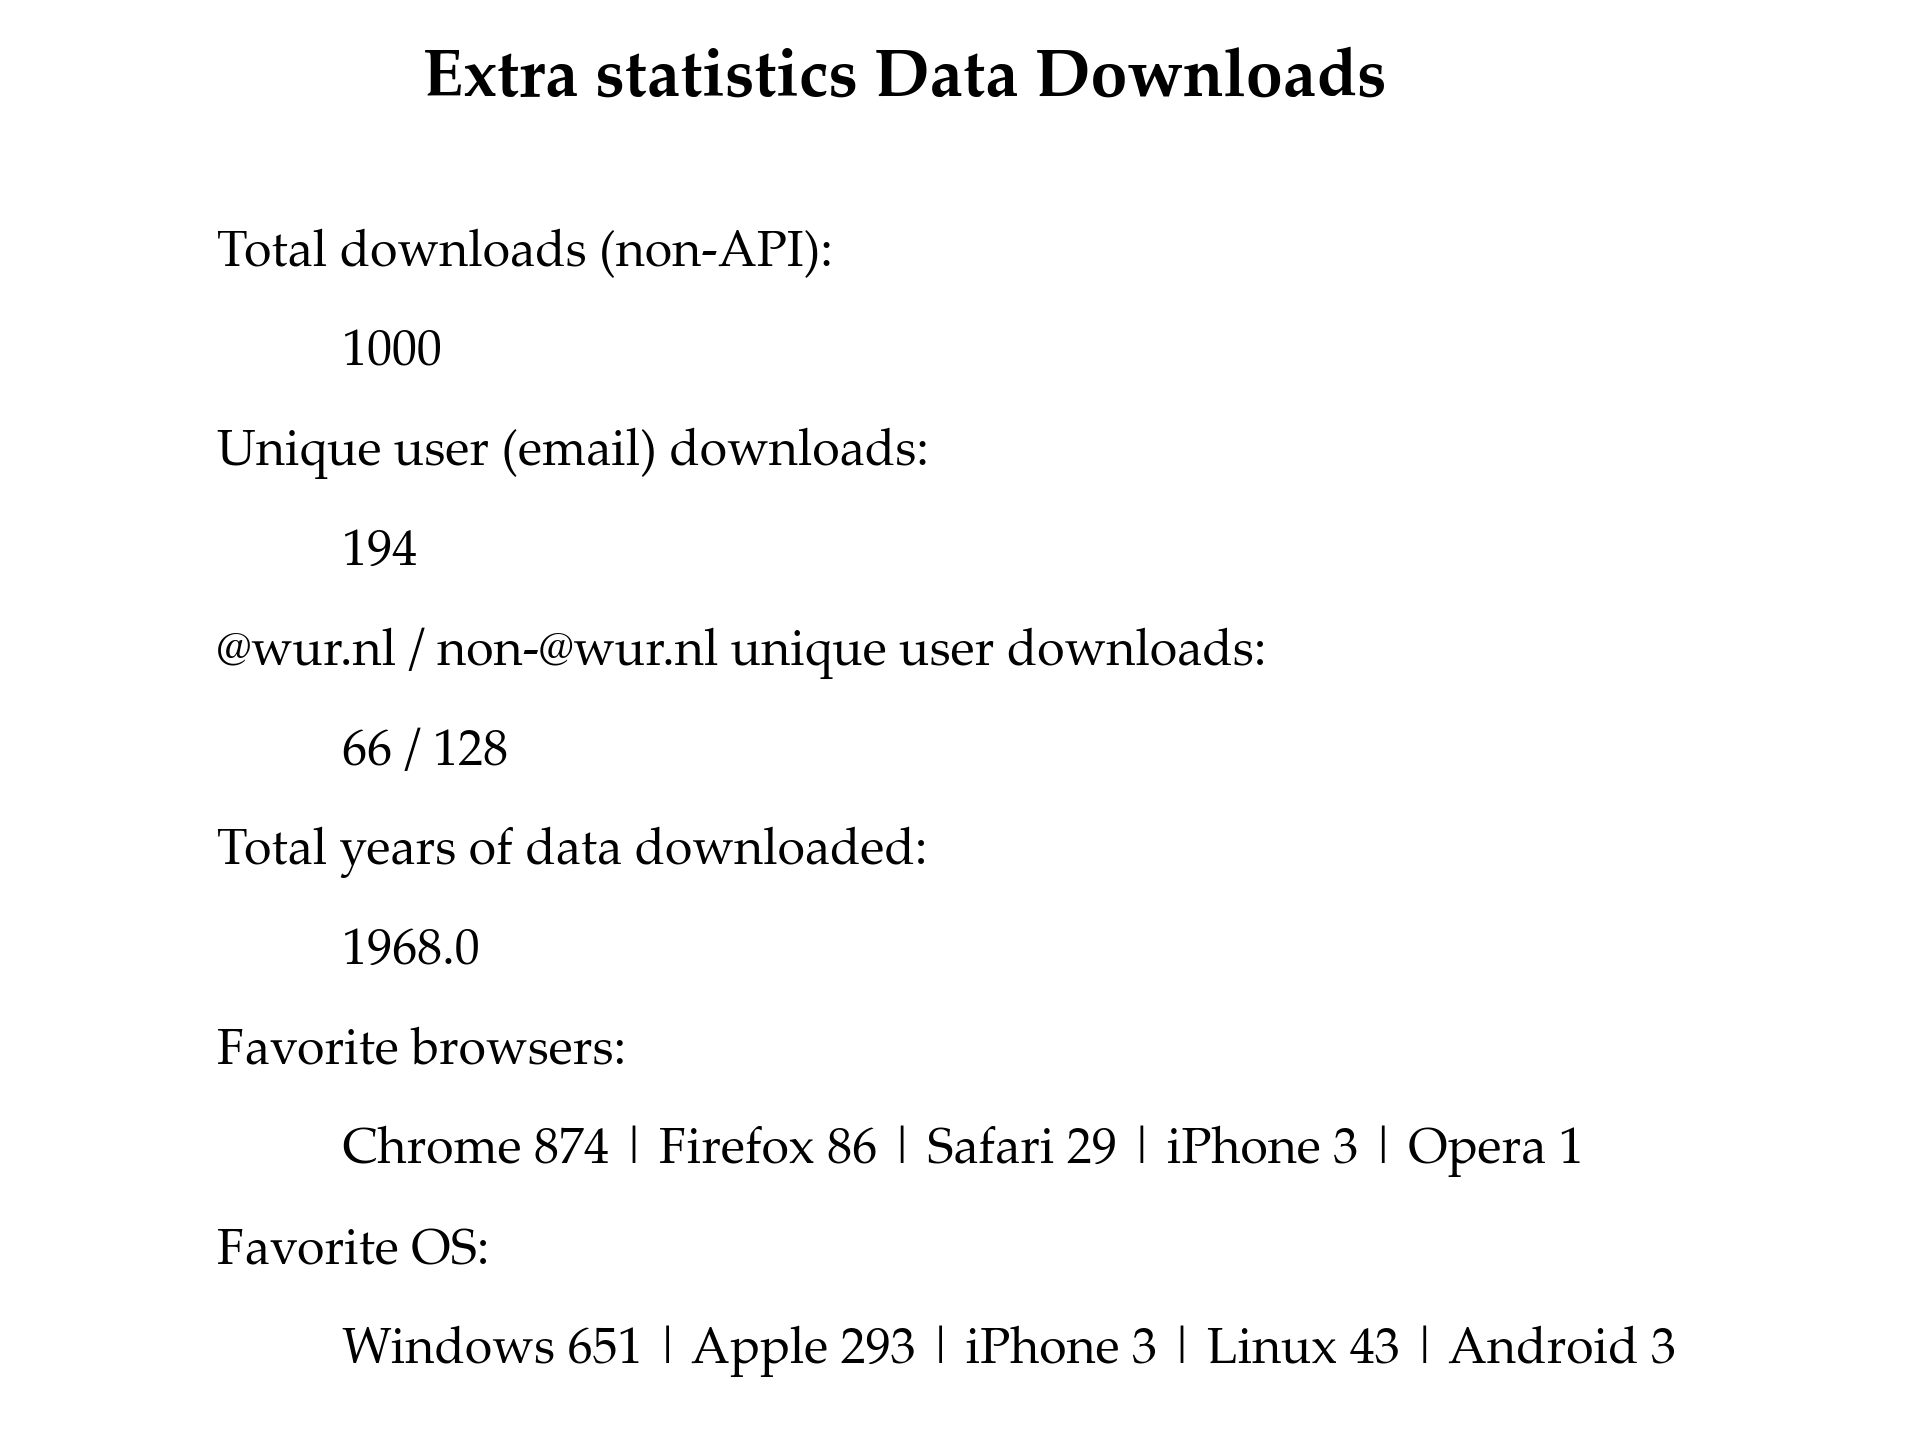 Extra statistics Data Downloads
Total downloads (non-API):
1000
Unique user (email) downloads:
194
@wur.nl / non-@wur.nl unique user downloads:
66 / 128
Total years of data downloaded:
1968.0
Favorite browsers:
Chrome 874 | Firefox 86 | Safari 29 | iPhone 3 | Opera 1
Favorite OS:
Windows 651 | Apple 293 | iPhone 3 | Linux 43 | Android 3